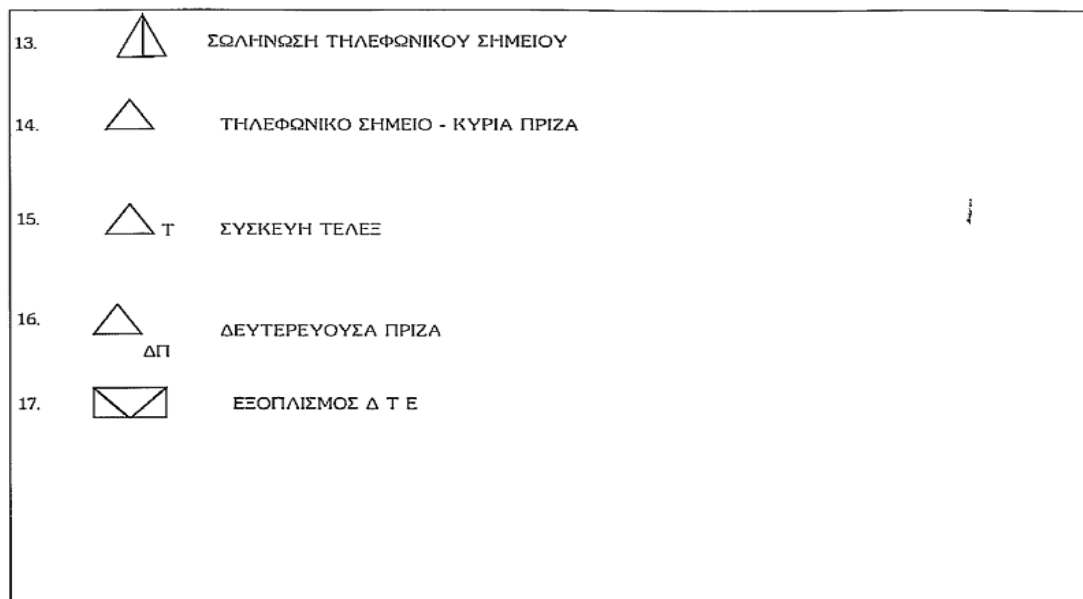 13. ΣΩΛΗΝΩΣΗ ΤΗΛΕΦΩΝΙΚΟΥ ΣΗΜΕΙΟΥ
14. ΤΗΛΕΦΩΝΙΚΟ ΣΗΜΕΙΟ - ΚΥΡΙΑ ΠΡΙΖΑ
15. Τ ΣΥΣΚΕΥΗ ΤΕΛΕΞ
16. ΔΕΥΤΕΡΕΥΟΥΣΑ ΠΡΙΖΑ
ΔΠ
17. ΕΞΟΠΛΙΣΜΟΣ Δ Τ Ε